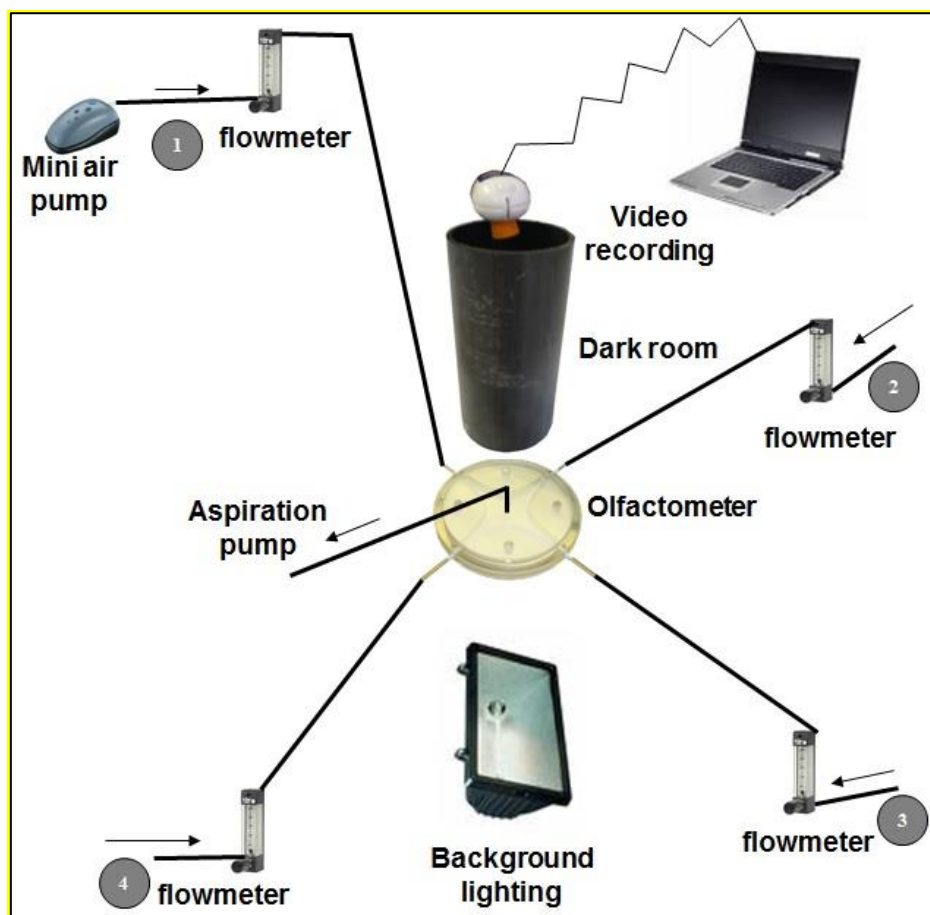 1
flowmeter
Mini air
pump
Video
recording
Dark room
2
flowmeter
Aspiration
pump
Olfactometer
3
flowmeter
4
flowmeter
Background
lighting